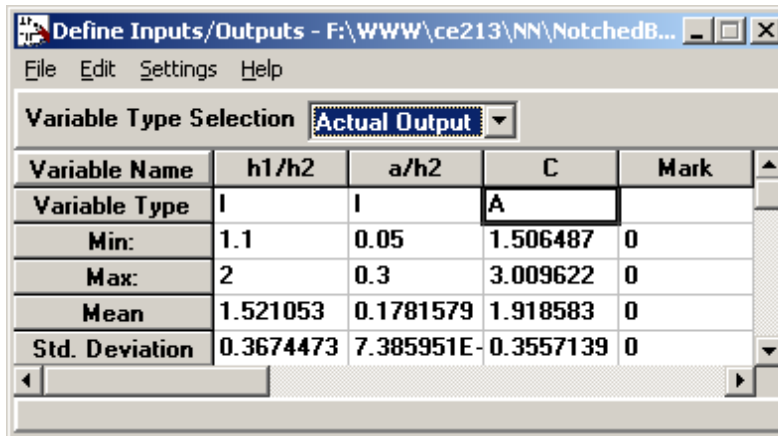 Define Inputs/Outputs - F:\WWW\ce213\NN\NotchedB...
File Edit Settings Help
Variable Type Selection Actual Output
Variable Name h1/h2 a/h2 C Mark
Variable Type I I A
Min: 1.1 0.05 1.506487 0
Max: 2 0.3 3.009622 0
Mean 1.521053 0.1781579 1.918583 0
Std. Deviation 0.3674473 7.385951E- 0.3557139 0